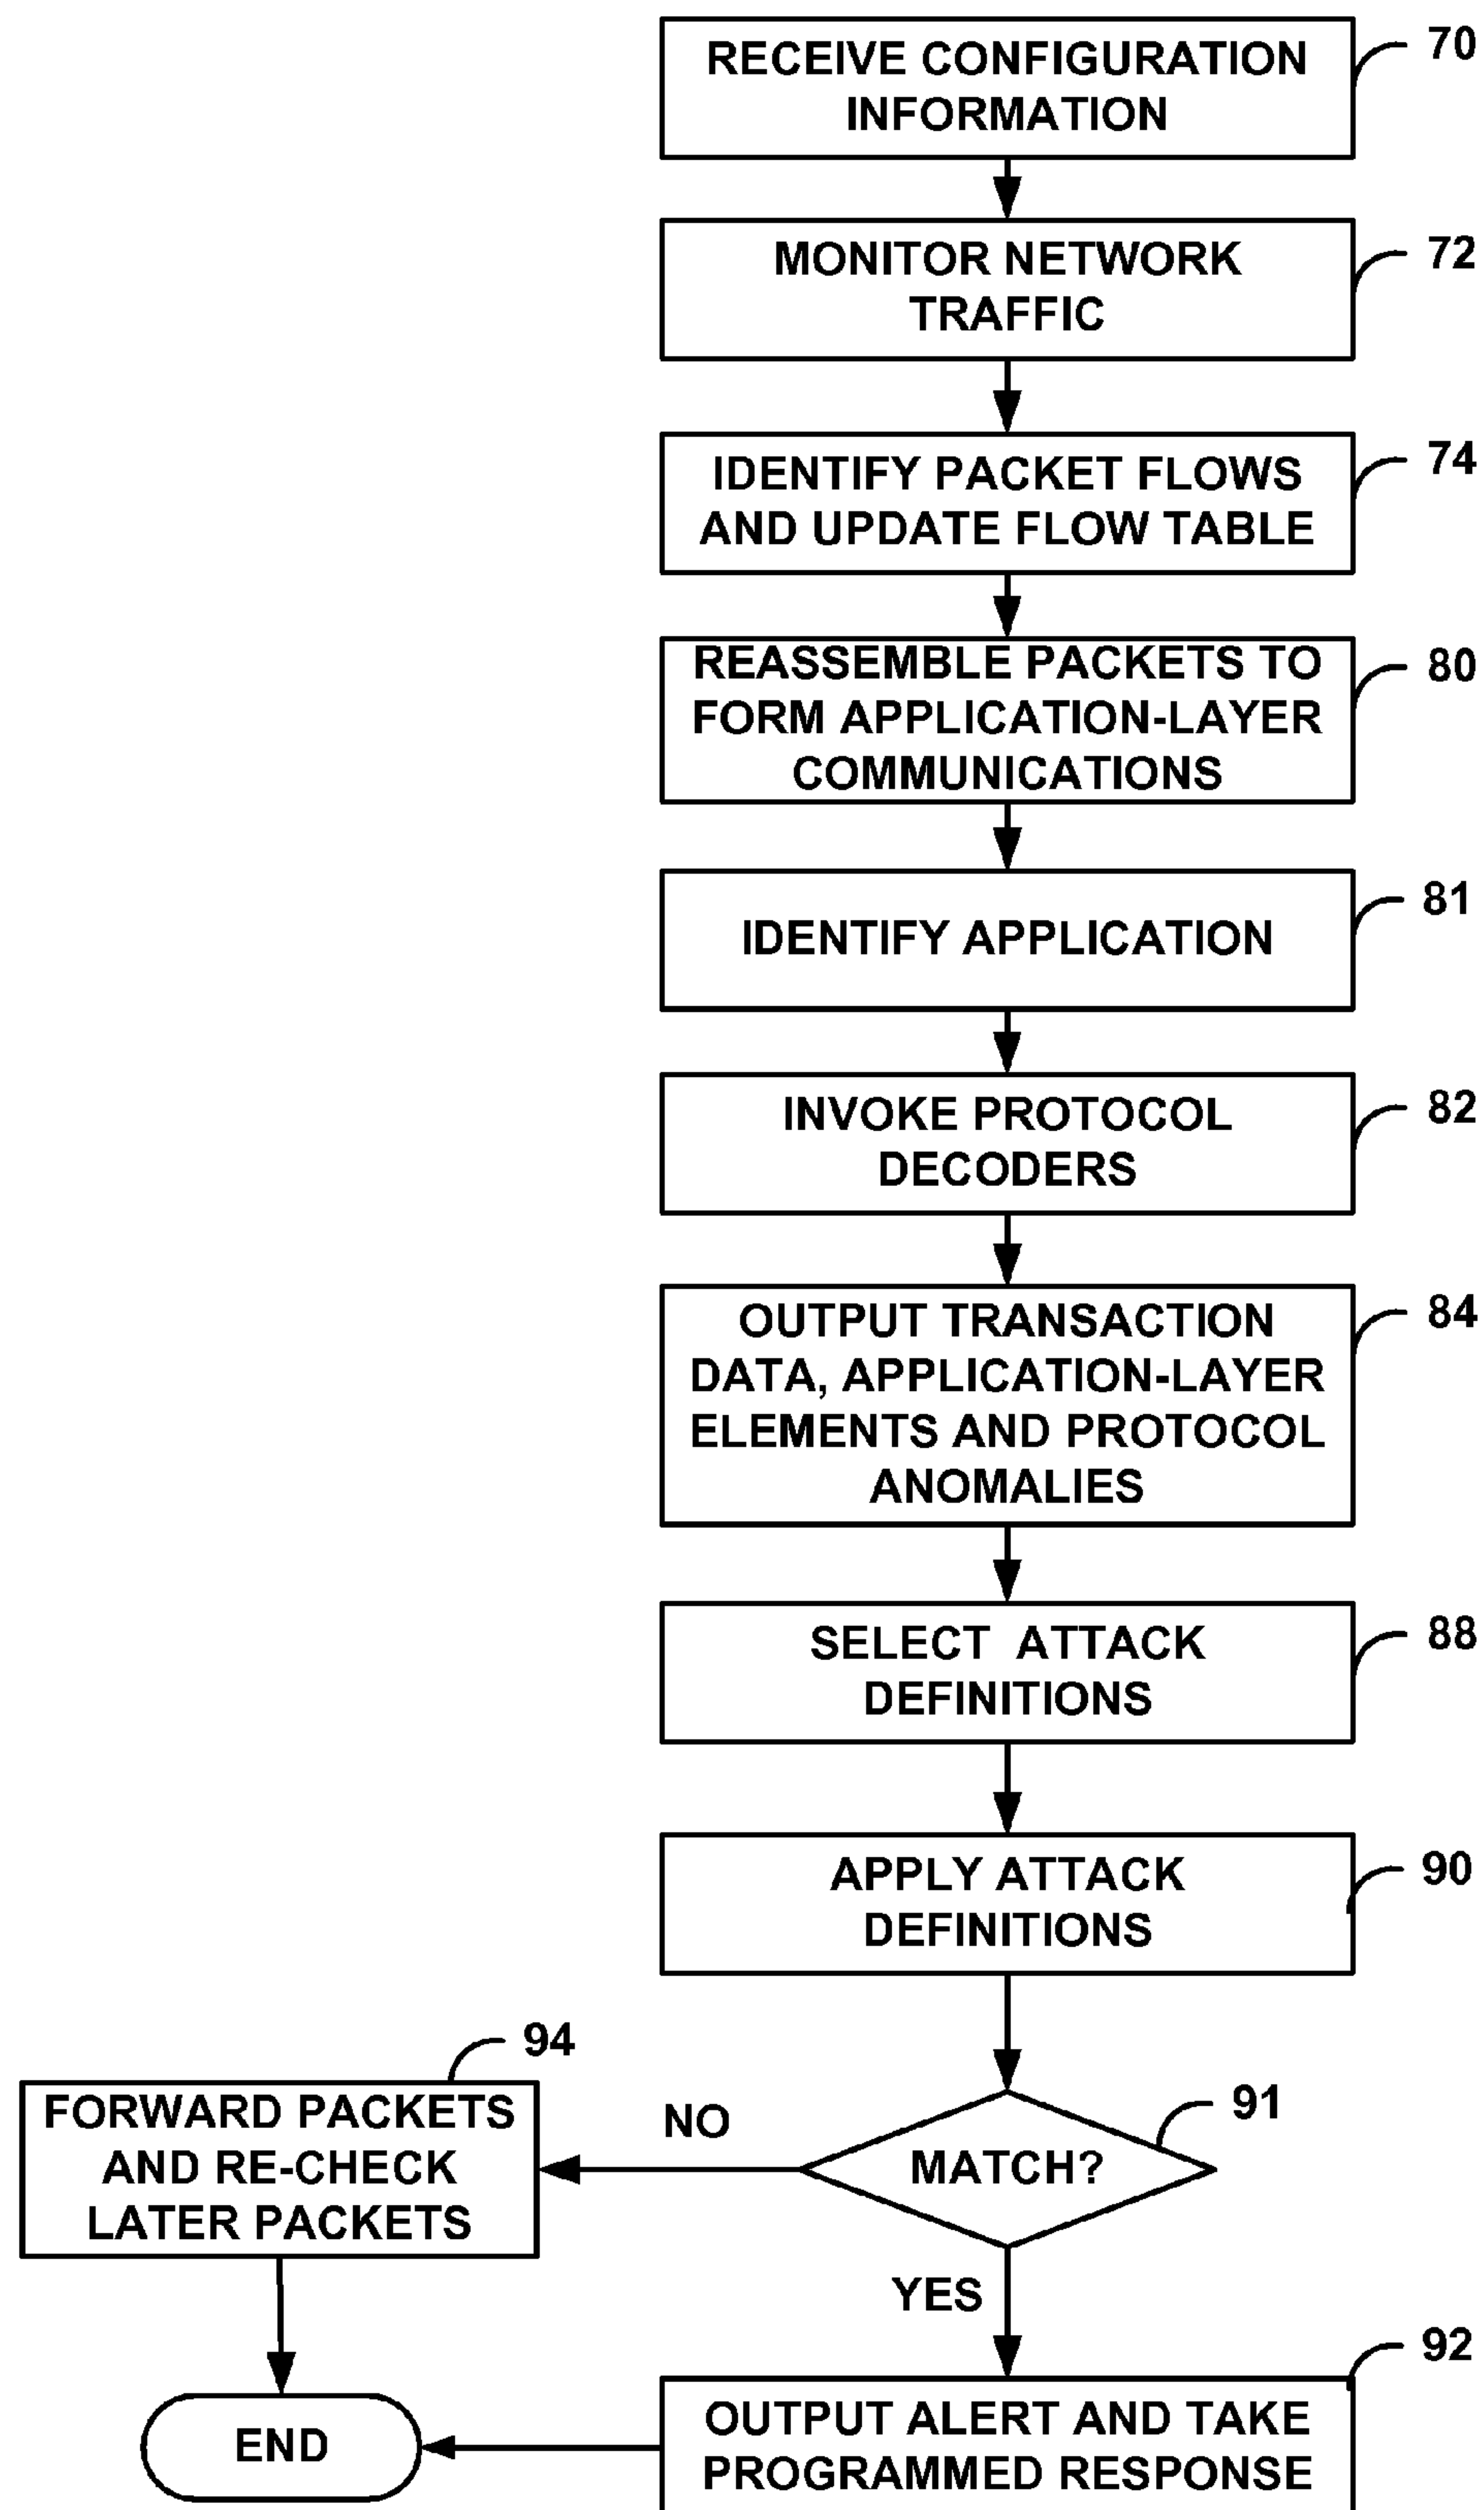 RECEIVE CONFIGURATION
INFORMATION
70
MONITOR NETWORK
TRAFFIC
72
IDENTIFY PACKET FLOWS
AND UPDATE FLOW TABLE
74
REASSEMBLE PACKETS TO
FORM APPLICATION-LAYER
COMMUNICATIONS
80
IDENTIFY APPLICATION
81
INVOKE PROTOCOL
DECODERS
82
OUTPUT TRANSACTION
DATA, APPLICATION-LAYER
ELEMENTS AND PROTOCOL
ANOMALIES
84
SELECT ATTACK
DEFINITIONS
88
APPLY ATTACK
DEFINITIONS
90
MATCH?
91
NO
FORWARD PACKETS
AND RE-CHECK
LATER PACKETS
94
YES
OUTPUT ALERT AND TAKE
PROGRAMMED RESPONSE
92
END